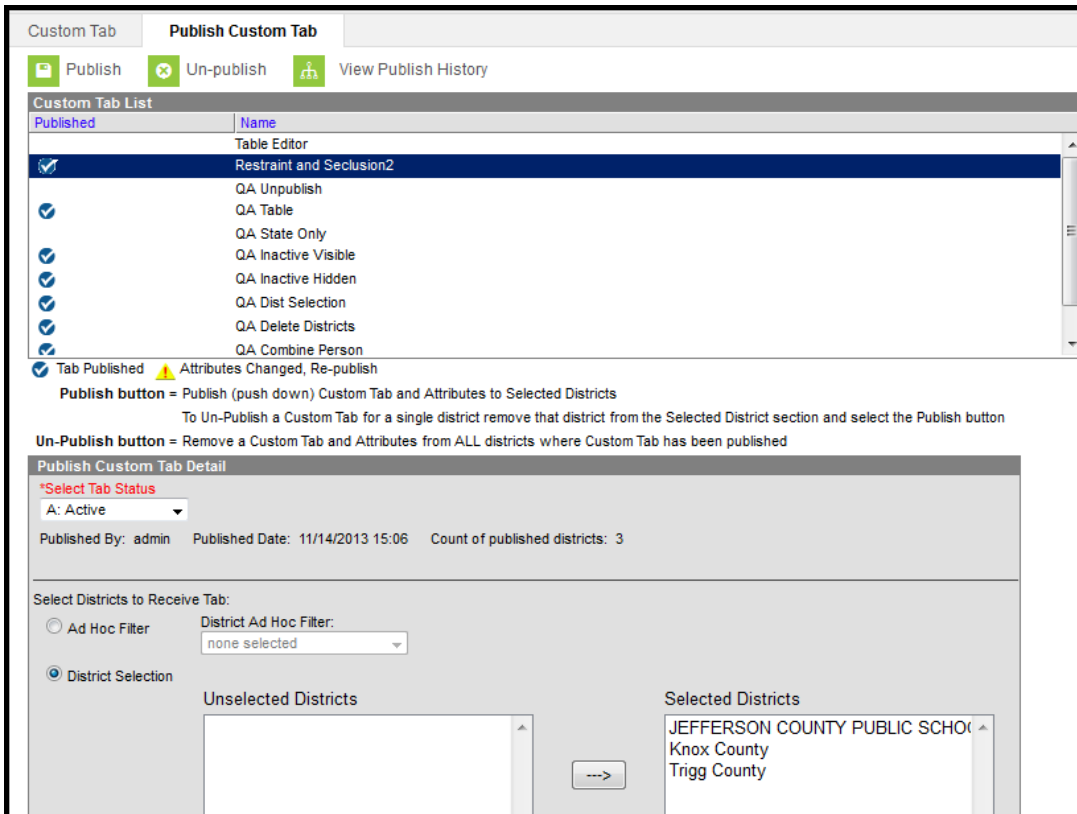 Custom Tab Publish Custom Tab
Publish Un-publish View Publish History
Custom Tab List
Published Name
Table Editor
Restraint and Seclusion2
QA Unpublish
QA Table
QA State Only
QA Inactive Visible
QA Inactive Hidden
QA Dist Selection
QA Delete Districts
QA Combine Person
Tab Published Attributes Changed, Re-publish
Publish button = Publish (push down) Custom Tab and Attributes to Selected Districts
To Un-Publish a Custom Tab for a single district remove that district from the Selected District section and select the Publish button
Un-Publish button = Remove a Custom Tab and Attributes from ALL districts where Custom Tab has been published
Publish Custom Tab Detail
*Select Tab Status
A: Active
Published By: admin Published Date: 11/14/2013 15:06 Count of published districts: 3
Select Districts to Receive Tab:
Ad Hoc Filter District Ad Hoc Filter:
none selected
District Selection
Unselected Districts Selected Districts
JEFFERSON COUNTY PUBLIC SCHO
Knox County
--->
Trigg County